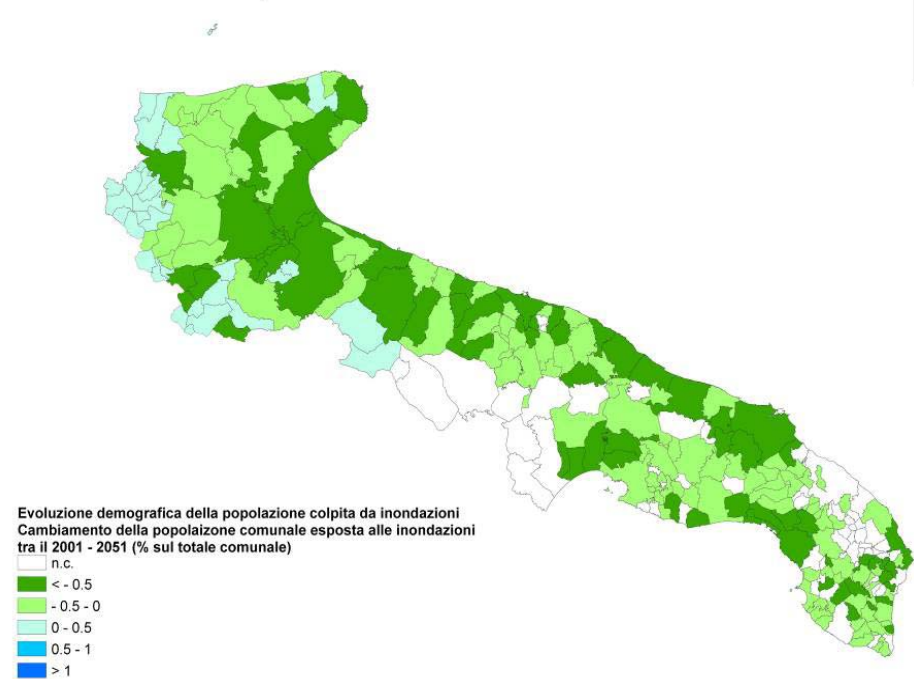 Evoluzione demografica della popolazione colpita da inondazioni
Cambiamento della popolaizone comunale esposta alle inondazioni
tra il 2001 - 2051 (% sul totale comunale)
n.c.
< - 0.5
- 0.5 - 0
0 - 0.5
0.5 - 1
> 1